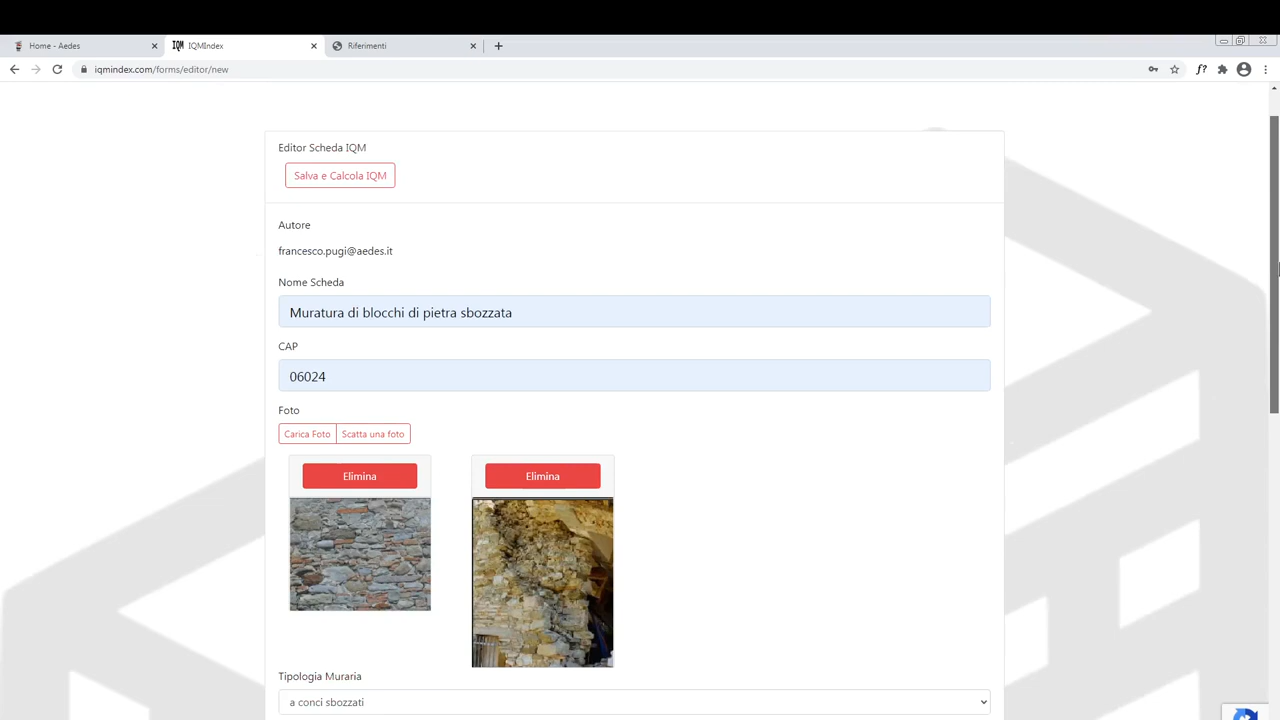 Home - Aedes
IQM IQMIndex
Riferimenti
iqmindex.com/forms/editor/new
f?
Editor Scheda IQM
Salva e Calcola IQM
Autore
francesco.pugi@aedes.it
Nome Scheda
Muratura di blocchi di pietra sbozzata
CAP
06024
Foto
Carica Foto Scatta una foto
Elimina Elimina
Tipologia Muraria
a conci sbozzati